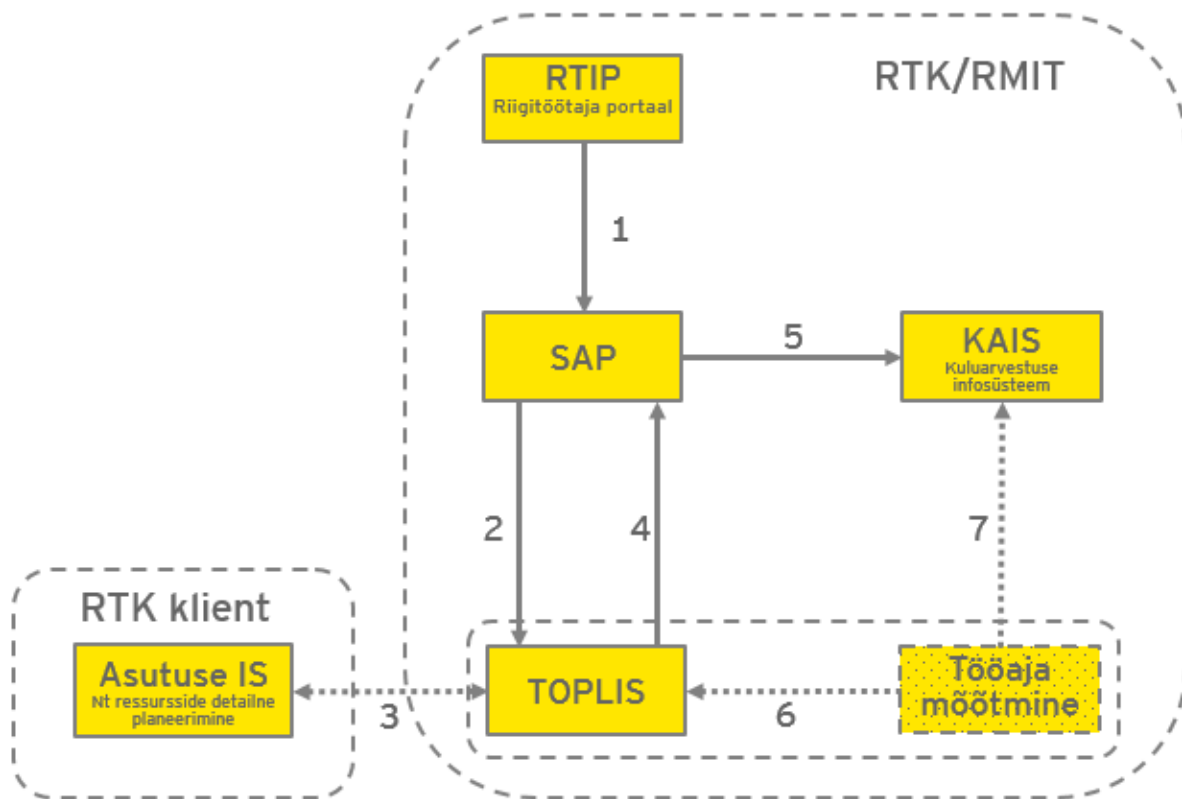 RTIP
Riigitöötaja portaal
RTK/RMIT
1
SAP
5
KAIS
Kuluarvestuse
infosüsteem
2
4
7
RTK klient
Asutuse IS
Nt ressursside detailne
planeerimine
3
TOPLIS
6
Tööaja
mõõtmine